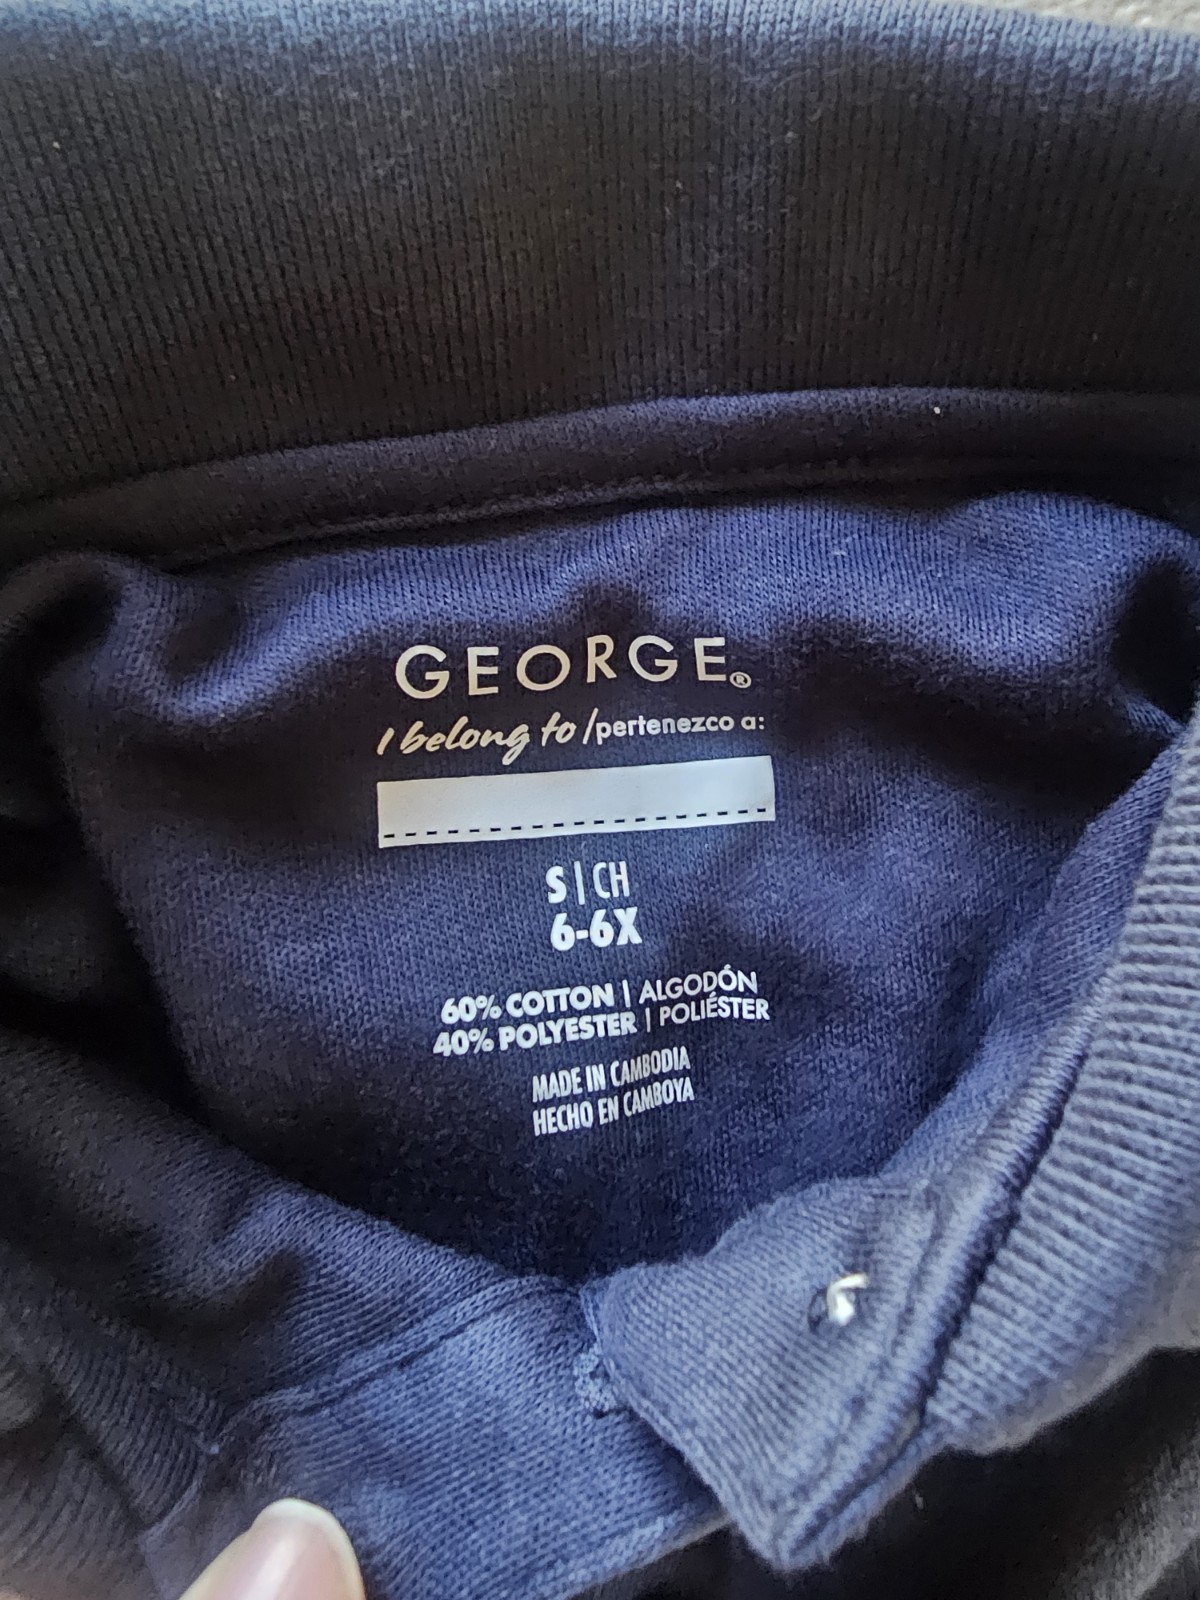 GEORGE®
I belong to/pertenezco a:
S | CH
6-6X
60% COTTON | ALGODÓN
40% POLYESTER | POLIÉSTER
MADE IN CAMBODIA
HECHO EN CAMBOYA